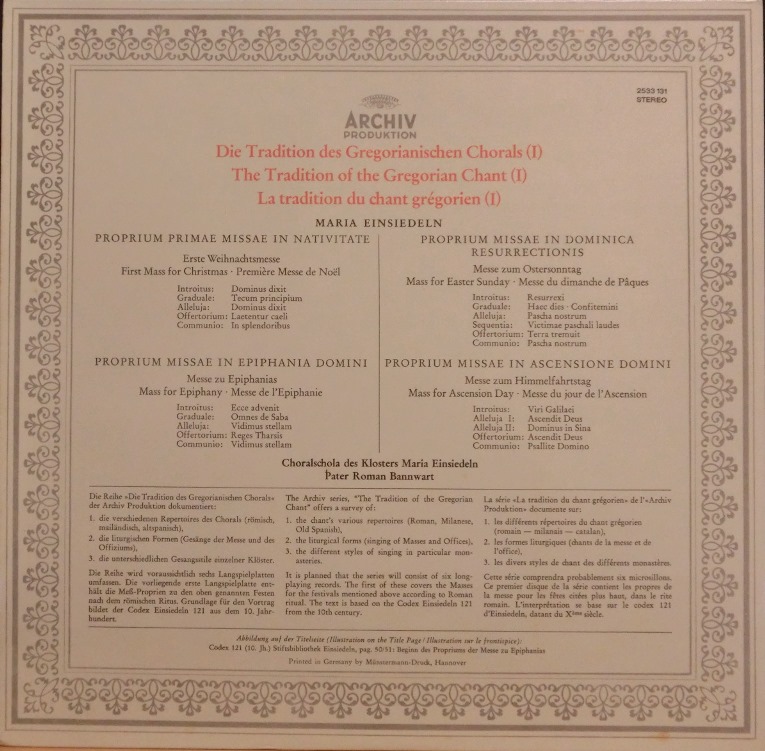 2533 131
STEREO
ARCHIV
PRODUKTION
Die Tradition des Gregorianischen Chorals (I)
The Tradition of the Gregorian Chant (I)
La tradition du chant grégorien (I)
MARIA EINSIEDELN
PROPRIUM PRIMAE MISSAE IN NATIVITATE
Erste Weihnachtsmesse
First Mass for Christmas · Première Messe de Noël
Introitus: Dominus dixit
Graduale: Tecum principium
Alleluja: Dominus dixit
Offertorium: Laetentur caeli
Communio: In splendoribus
PROPRIUM MISSAE IN DOMINICA
RESURRECTIONIS
Messe zum Ostersonntag
Mass for Easter Sunday · Messe du dimanche de Pâques
Introitus: Resurrexi
Graduale: Haec dies · Confitemini
Alleluja: Pascha nostrum
Sequentia: Victimae paschali laudes
Offertorium: Terra tremuit
Communio: Pascha nostrum
PROPRIUM MISSAE IN EPIPHANIA DOMINI
Messe zu Epiphanias
Mass for Epiphany · Messe de l'Epiphanie
Introitus: Ecce advenit
Graduale: Omnes de Saba
Alleluja: Vidimus stellam
Offertorium: Reges Tharsis
Communio: Vidimus stellam
PROPRIUM MISSAE IN ASCENSIONE DOMINI
Messe zum Himmelfahrtstag
Mass for Ascension Day · Messe du jour de l'Ascension
Introitus: Viri Galilaei
Alleluja I: Ascendit Deus
Alleluja II: Dominus in Sina
Offertorium: Ascendit Deus
Communio: Psallite Domino
Choralschola des Klosters Maria Einsiedeln
Pater Roman Bannwart
Die Reihe »Die Tradition des Gregorianischen Chorals«
der Archiv Produktion dokumentiert:
1. die verschiedenen Repertoires des Chorals (römisch,
mailändisch, altspanisch),
2. die liturgischen Formen (Gesänge der Messe und des
Offiziums),
3. die unterschiedlichen Gesangsstile einzelner Klöster.
Die Reihe wird voraussichtlich sechs Langspielplatten
umfassen. Die vorliegende erste Langspielplatte ent-
hält die Meß-Proprien zu den oben genannten Festen
nach dem römischen Ritus. Grundlage für den Vortrag
bildet der Codex Einsiedeln 121 aus dem 10. Jahr-
hundert.
The Archiv series, "The Tradition of the Gregorian
Chant" offers a survey of:
1. the chant's various repertoires (Roman, Milanese,
Old Spanish),
2. the liturgical forms (singing of Masses and Offices),
3. the different styles of singing in particular mon-
asteries.
It is planned that the series will consist of six long-
playing records. The first of these covers the Masses
for the festivals mentioned above according to Roman
ritual. The text is based on the Codex Einsiedeln 121
from the 10th century.
La série «La tradition du chant grégorien» de l'«Archiv
Produktion» documente sur:
1. les différents répertoires du chant grégorien
(romain — milanais — catalan),
2. les formes liturgiques (chants de la messe et de
l'office),
3. les divers styles de chant des différents monastères.
Cette série comprendra probablement six microsillons.
Ce premier disque de la série contient les propres de
la messe pour les fêtes citées plus haut, dans le rite
romain. L'interprétation se base sur le codex 121
d'Einsiedeln, datant du Xème siècle.
Abbildung auf der Titelseite (Illustration on the Title Page / Illustration sur le frontispice):
Codex 121 (10. Jh.) Stiftsbibliothek Einsiedeln, pag. 50/51: Beginn des Propriums der Messe zu Epiphanias
Printed in Germany by Münstermann-Druck, Hannover